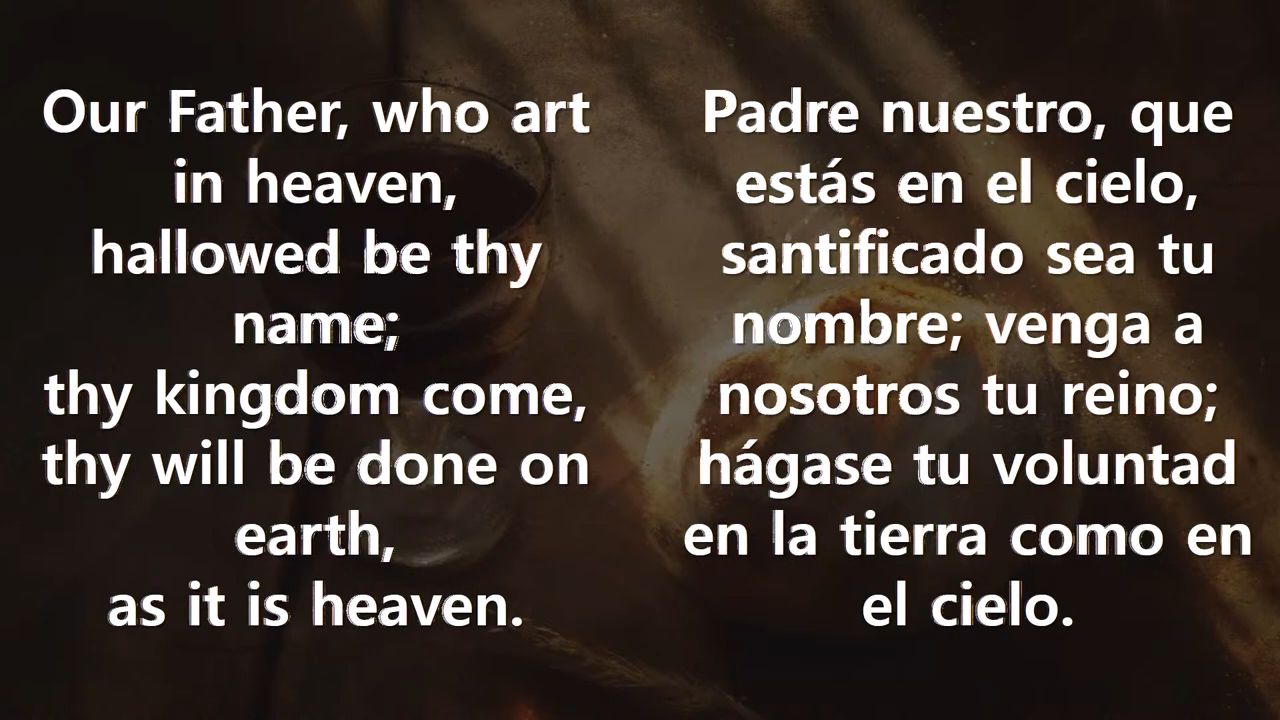 Our Father, who art
in heaven,
hallowed be thy
name;
thy kingdom come,
thy will be done on
earth,
as it is heaven.
Padre nuestro, que
estás en el cielo,
santificado sea tu
nombre; venga a
nosotros tu reino;
hágase tu voluntad
en la tierra como en
el cielo.